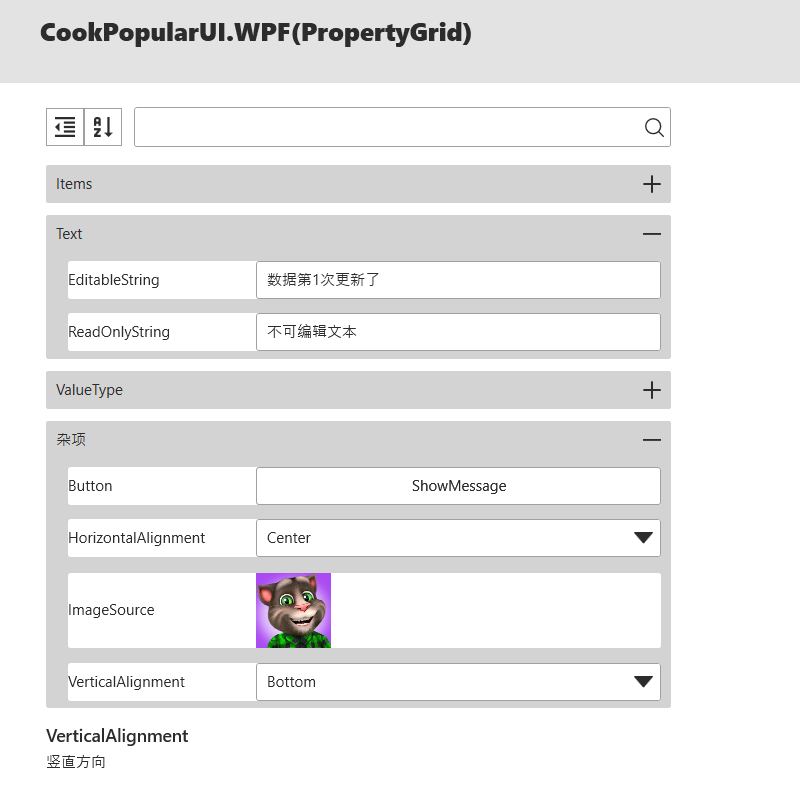 CookPopularUI.WPF(PropertyGrid)
AZ
Items
Text
EditableString 数据第1次更新了
ReadOnlyString 不可编辑文本
ValueType
杂项
Button ShowMessage
HorizontalAlignment Center
ImageSource
VerticalAlignment Bottom
VerticalAlignment
竖直方向